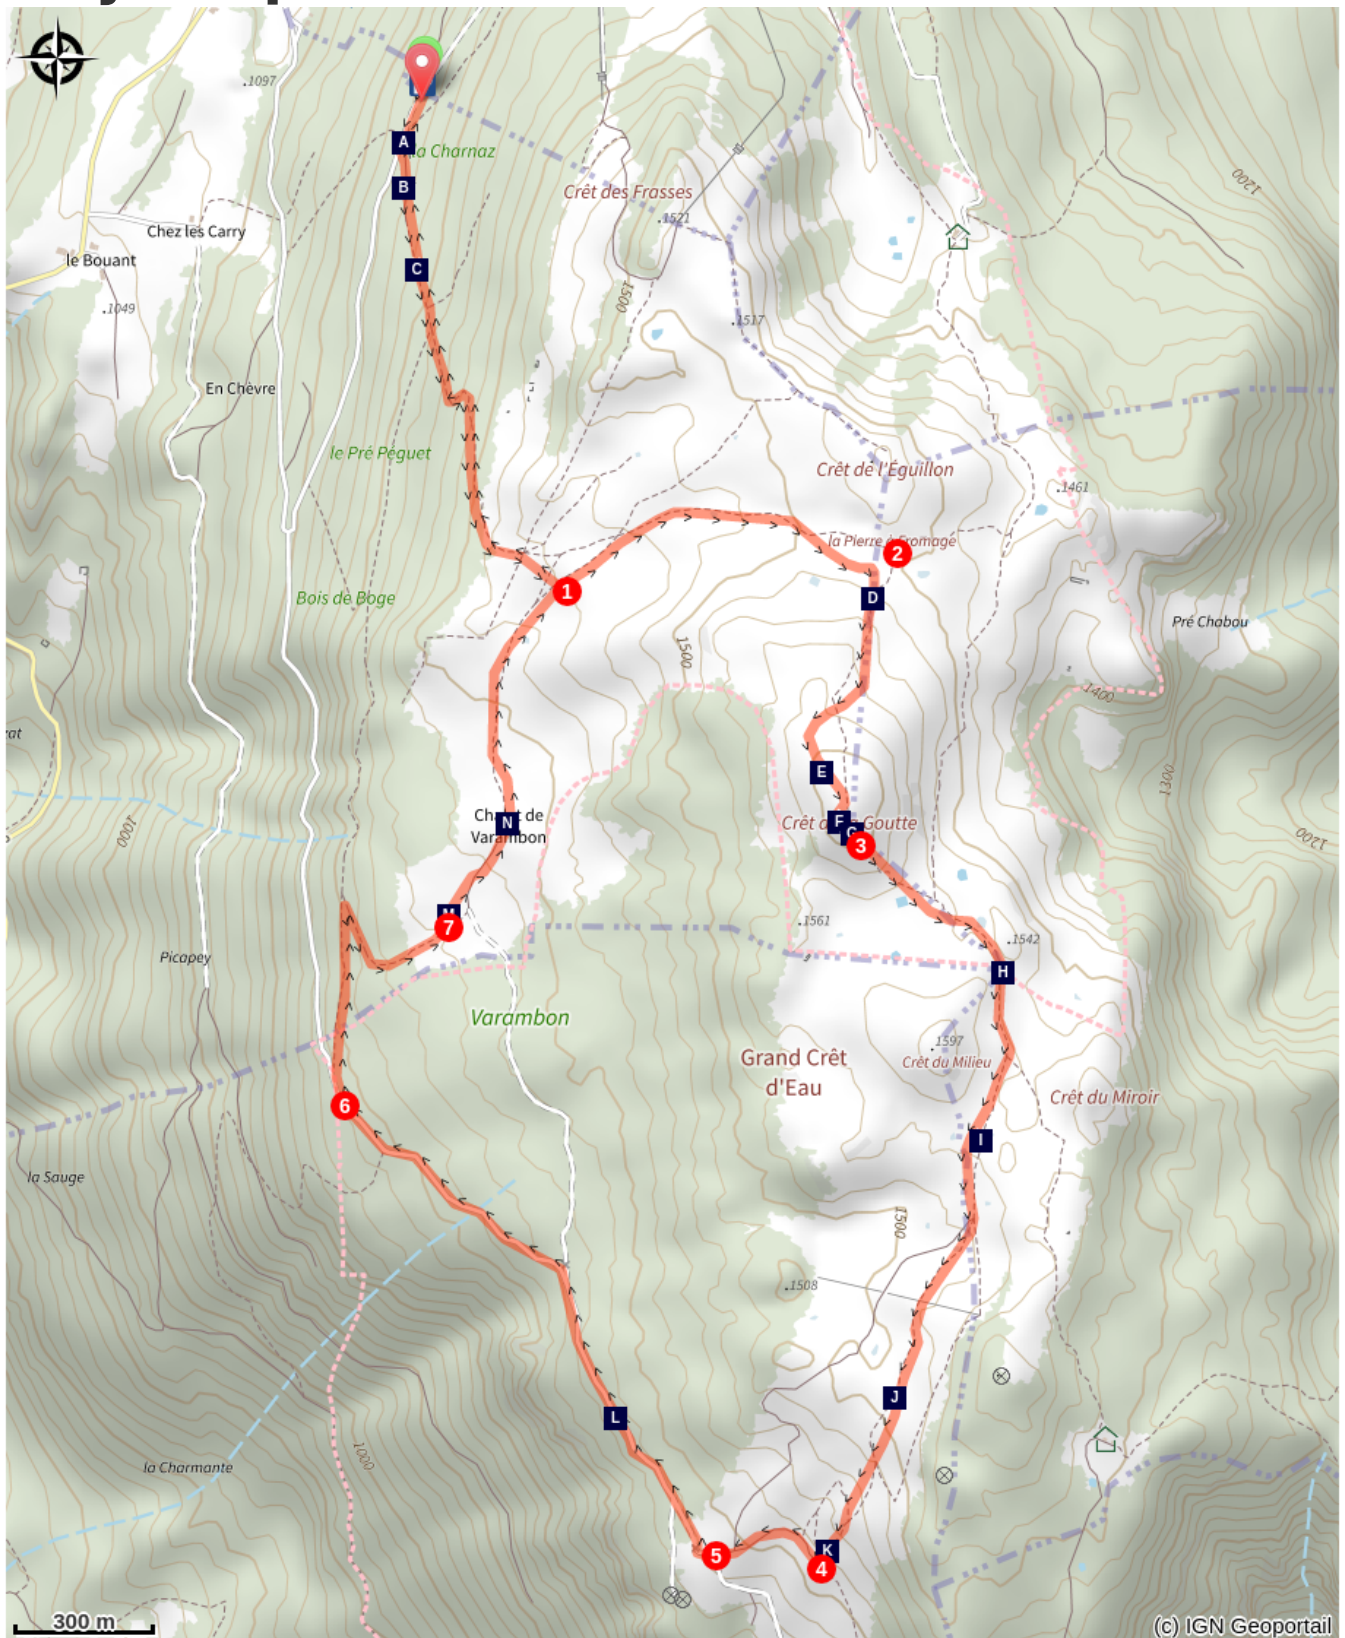 .1097
A
la Charnaz
B
Crêt des Frasses
.1521
1200
Chez les Carry
le Bouant
C
1500
.1049
.1517
En Chèvre
le Pré Péguet
Crêt de l'Éguillon
.1461
la Pierre à Fromage
2
1
D
Bois de Boge
Pré Chabou
1500
1400
1300
E
1000
N
Varambon
F
G
3
1200
M
7
.1561
.1542
Picapey
H
Varambon
.1597
Crêt du Milieu
Grand Crêt
d'Eau
Crêt du Miroir
6
I
la Sauge
1500
.1508
J
L
1000
la Charmante
K
5
4
300 m
(c) IGN Geoportail